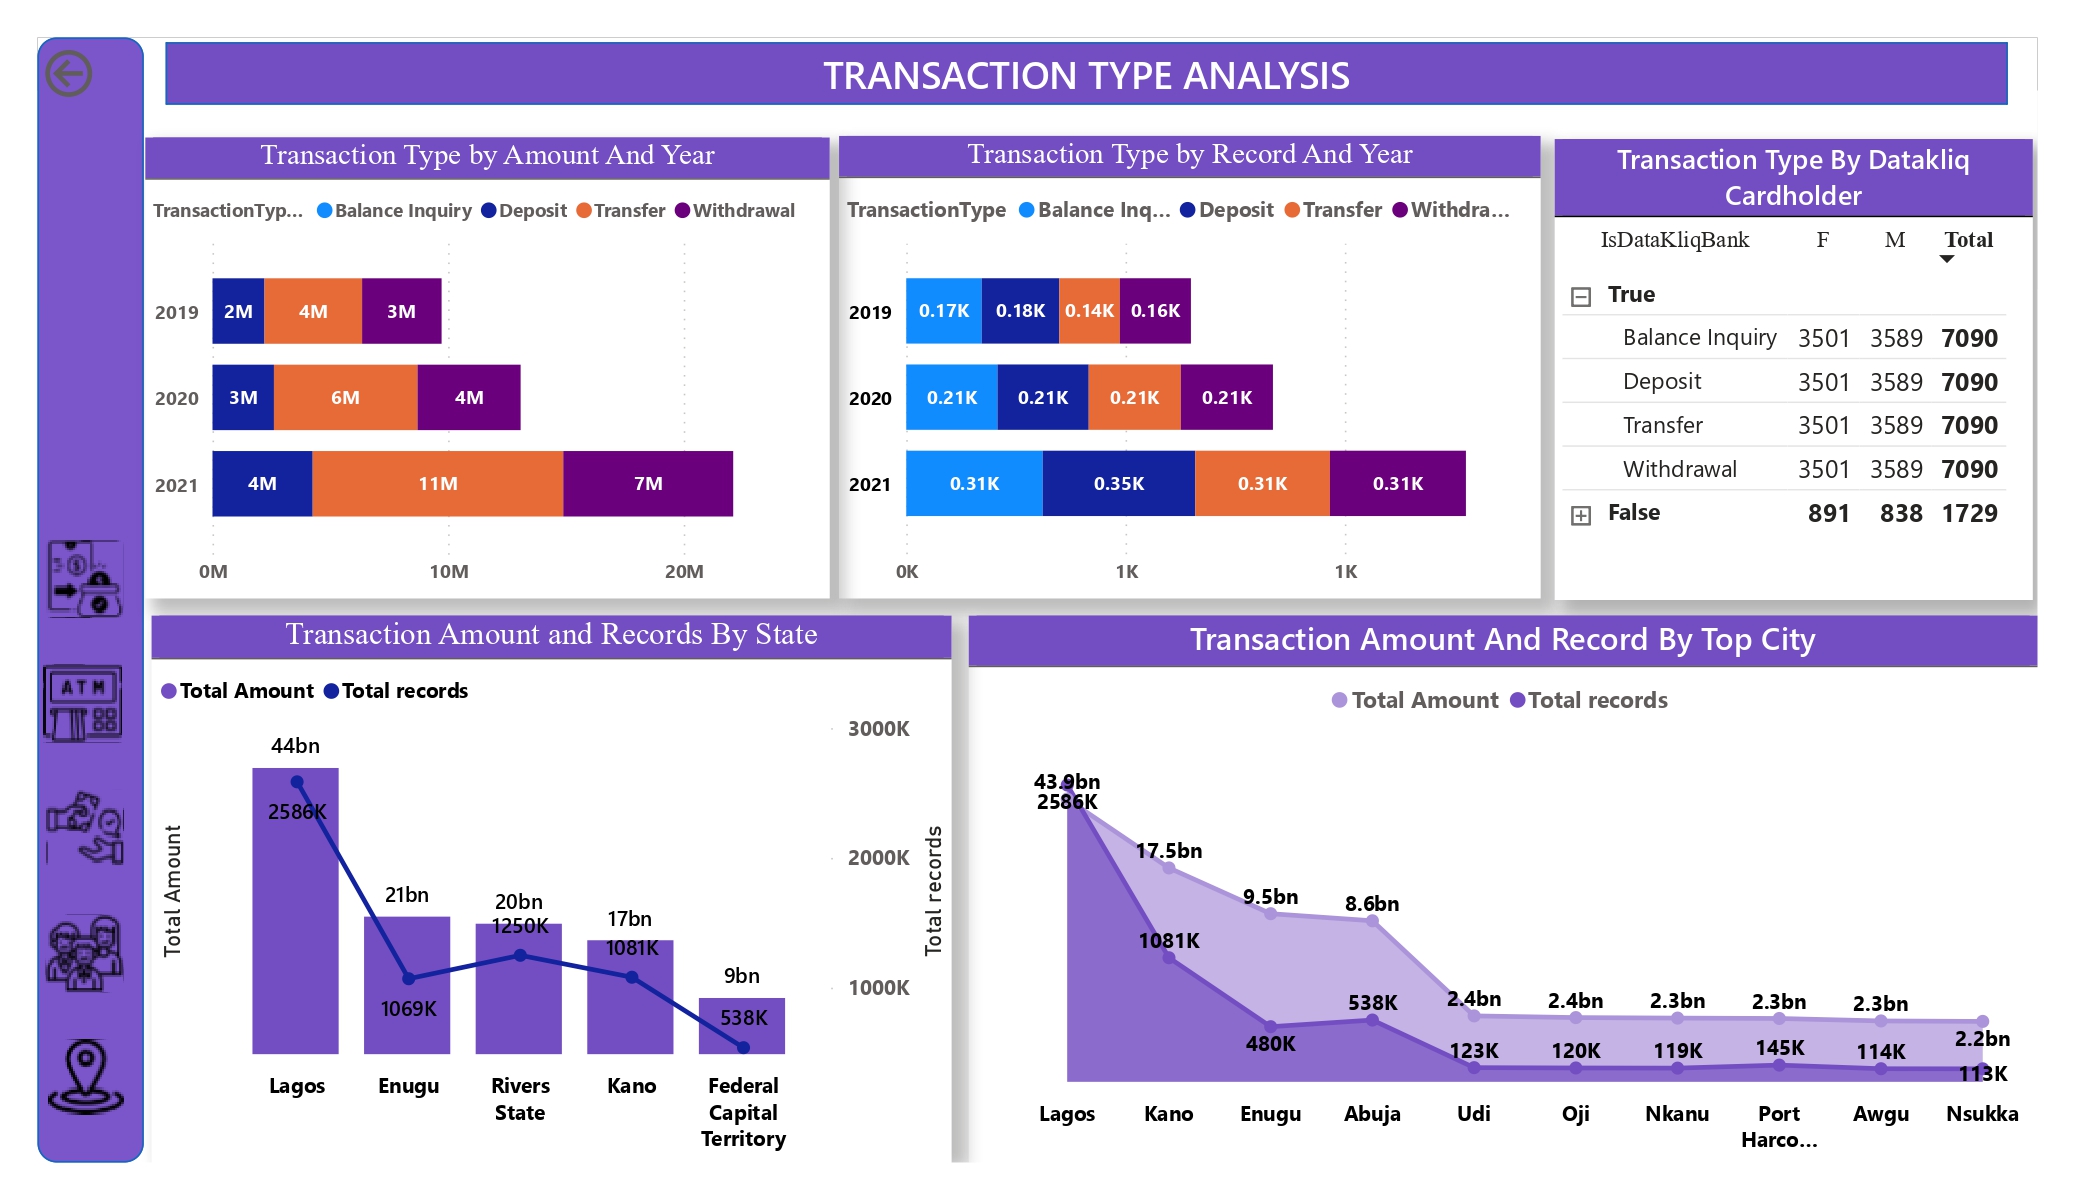 TRANSACTION TYPE ANALYSIS
Transaction Type by Amount And Year
TransactionTyp... Balance Inquiry Deposit Transfer Withdrawal
2019 2M 4M 3M
2020 3M 6M 4M
2021 4M 11M 7M
0M 10M 20M
Transaction Type by Record And Year
TransactionType Balance Inq... Deposit Transfer Withdra...
2019 0.17K 0.18K 0.14K 0.16K
2020 0.21K 0.21K 0.21K 0.21K
2021 0.31K 0.35K 0.31K 0.31K
0K 1K 1K
Transaction Type By Datakliq
Cardholder
IsDataKliqBank F M Total
True
Balance Inquiry 3501 3589 7090
Deposit 3501 3589 7090
Transfer 3501 3589 7090
Withdrawal 3501 3589 7090
False 891 838 1729
ATM
Transaction Amount and Records By State
Total Amount Total records
3000K
2000K
1000K
Total Amount
Total records
44bn
2586K
21bn
1069K
20bn
1250K
17bn
1081K
9bn
538K
Lagos Enugu Rivers Kano Federal
State Capital
Territory
Transaction Amount And Record By Top City
Total Amount Total records
43.9bn
2586K
17.5bn
1081K
9.5bn
480K
8.6bn
538K
2.4bn
123K
2.4bn
120K
2.3bn
119K
2.3bn
145K
2.3bn
114K
2.2bn
113K
Lagos Kano Enugu Abuja Udi Oji Nkanu Port Awgu Nsukka
Harco...